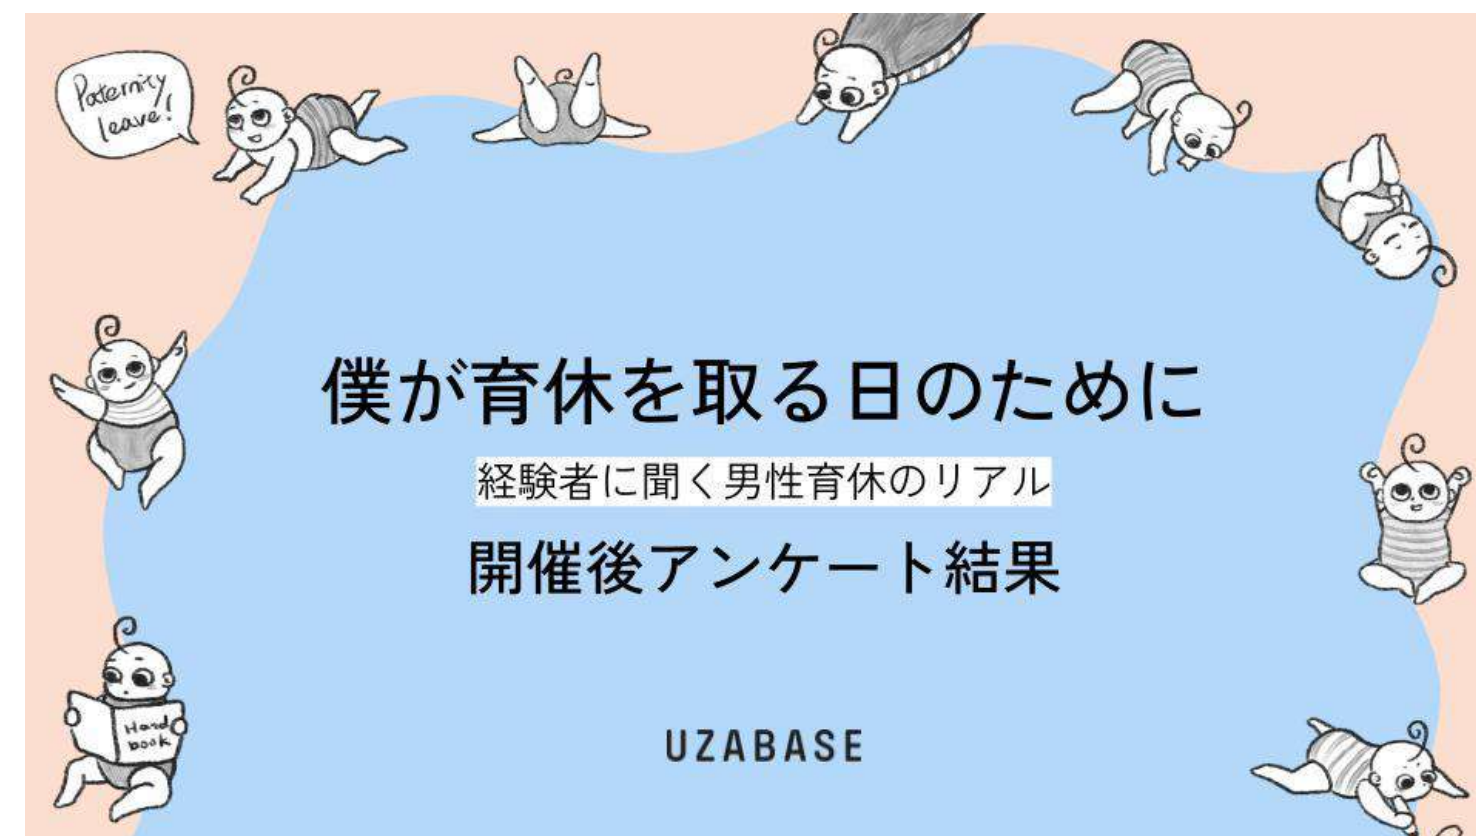 Paternity
leave!
僕が育休を取る日のために
経験者に聞く男性育休のリアル
開催後アンケート結果
Hand
book
UZABASE